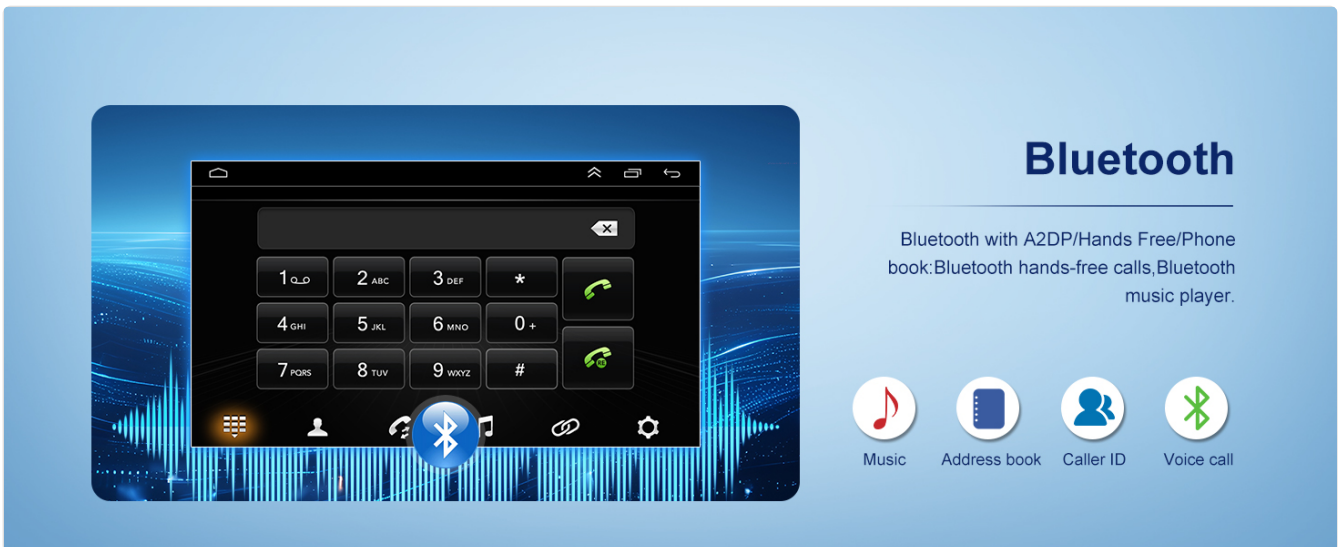 1
2 ABC
3 DEF
*
4 GHI
5 JKL
6 MNO
0 +
7 PQRS
8 TUV
9 WXYZ
#
RE
Bluetooth
Bluetooth with A2DP/Hands Free/Phone
book:Bluetooth hands-free calls,Bluetooth
music player.
Music
Address book
Caller ID
Voice call